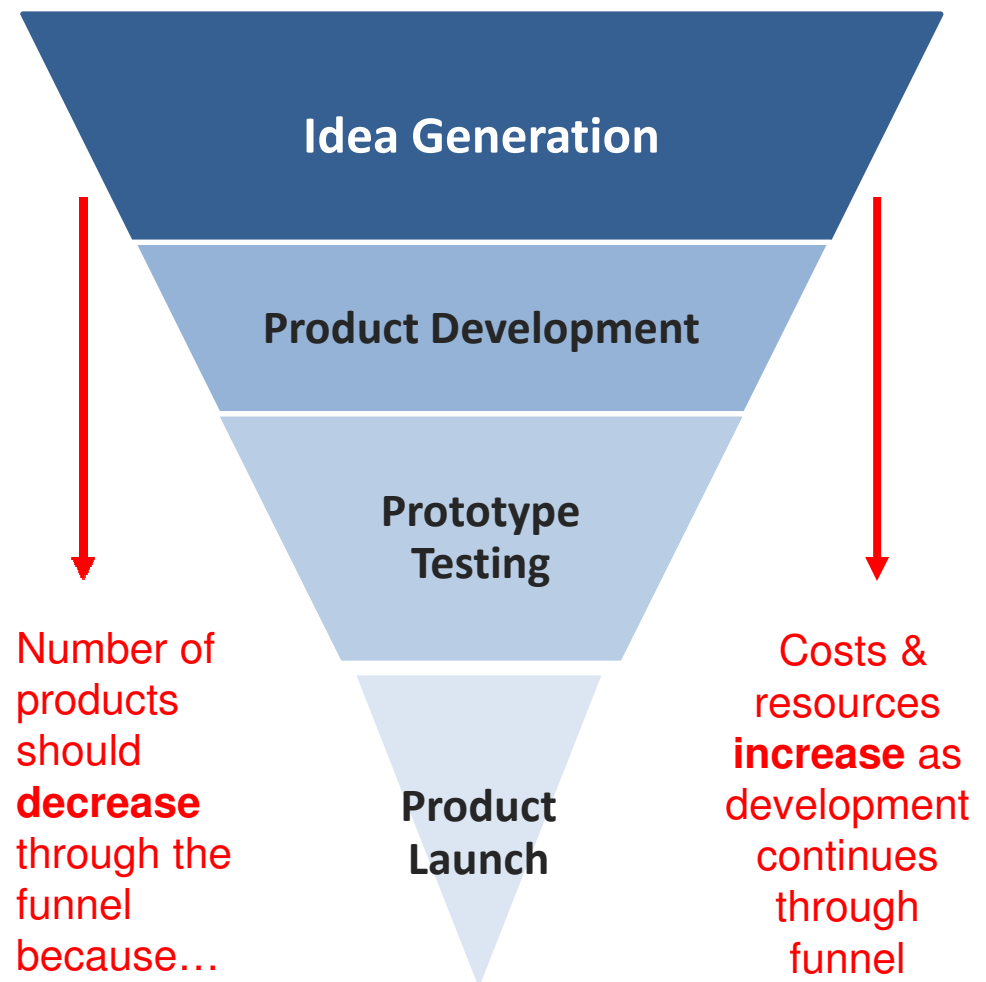 Idea Generation
Product Development
Prototype
Testing
Product
Launch
Number of
products
should
decrease
through the
funnel
because…
Costs &
resources
increase as
development
continues
through
funnel